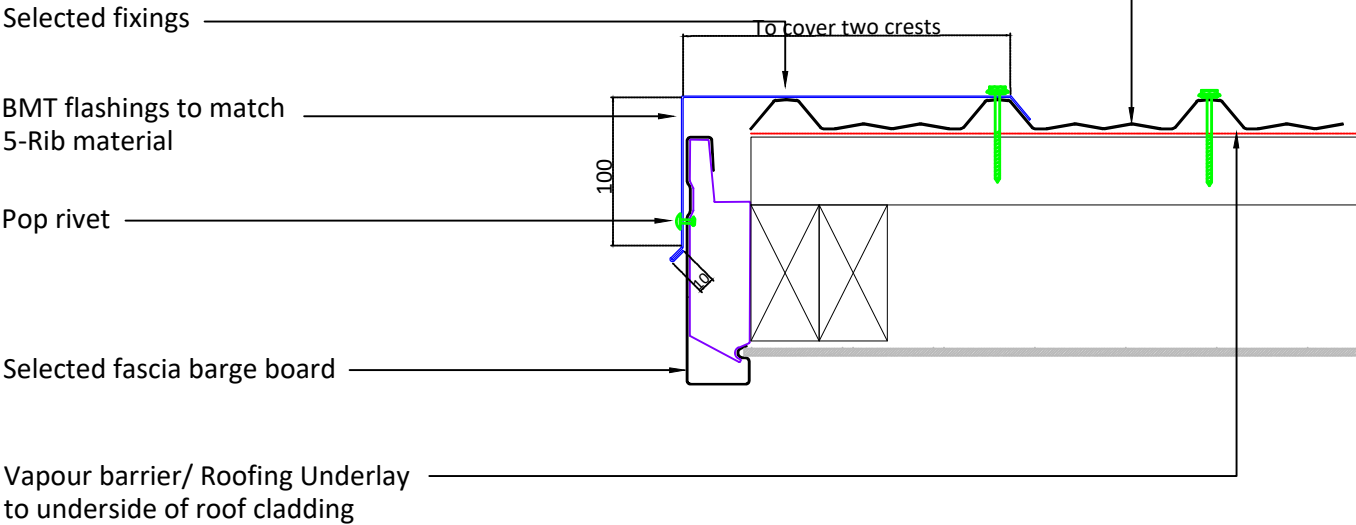 Selected fixings
To cover two crests
BMT flashings to match
5-Rib material
100
Pop rivet
10
Selected fascia barge board
Vapour barrier/ Roofing Underlay
to underside of roof cladding